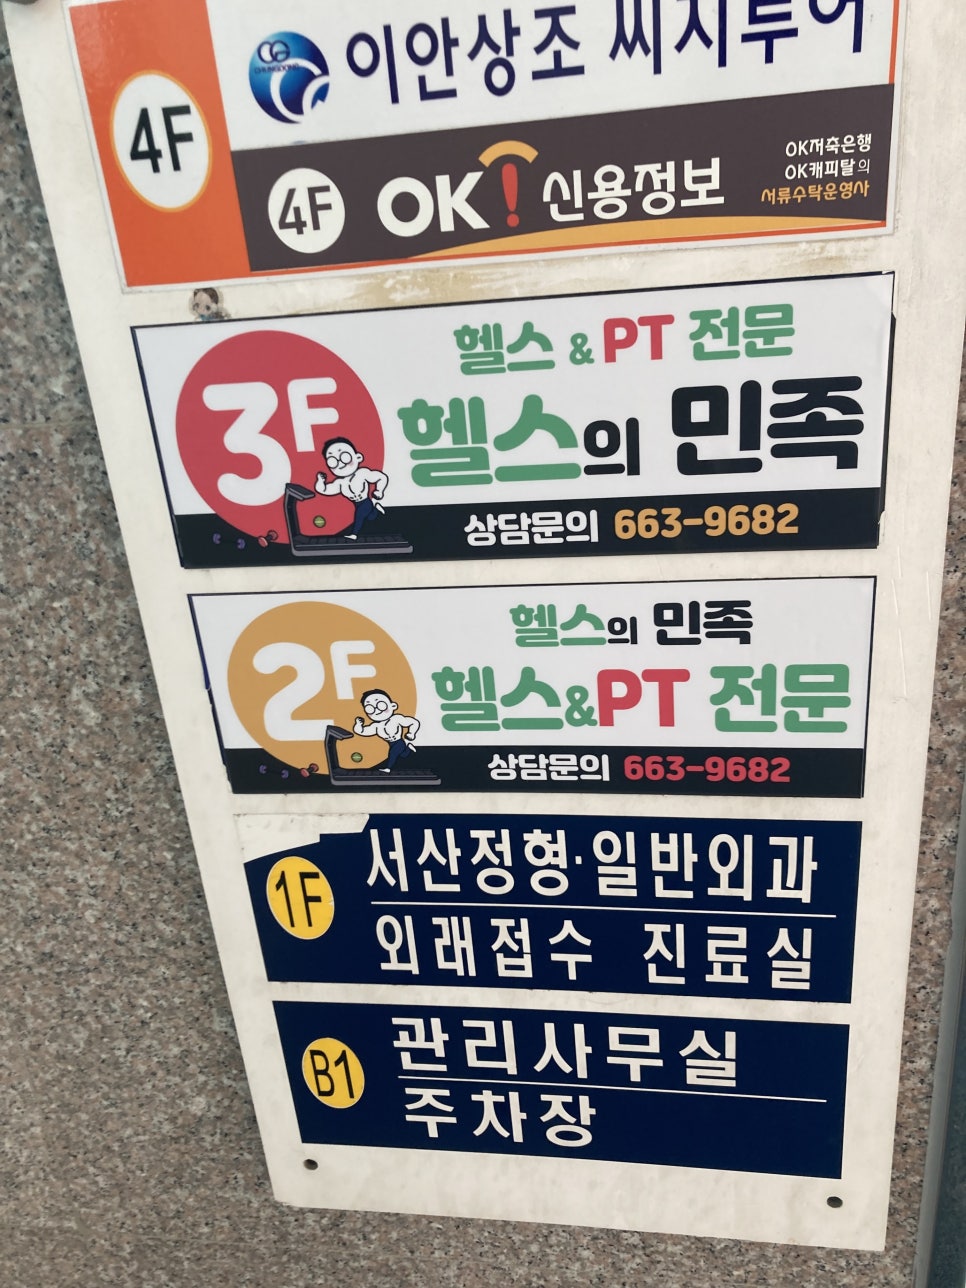 4F
이안상조 씨지투어
4F OK! 신용정보
OK저축은행
OK캐피탈의
서류수탁운영사
3F
헬스 & PT 전문
헬스의 민족
상담문의 663-9682
2F
헬스의 민족
헬스&PT 전문
상담문의 663-9682
1F
서산정형·일반외과
외래접수 진료실
B1
관리사무실
주차장